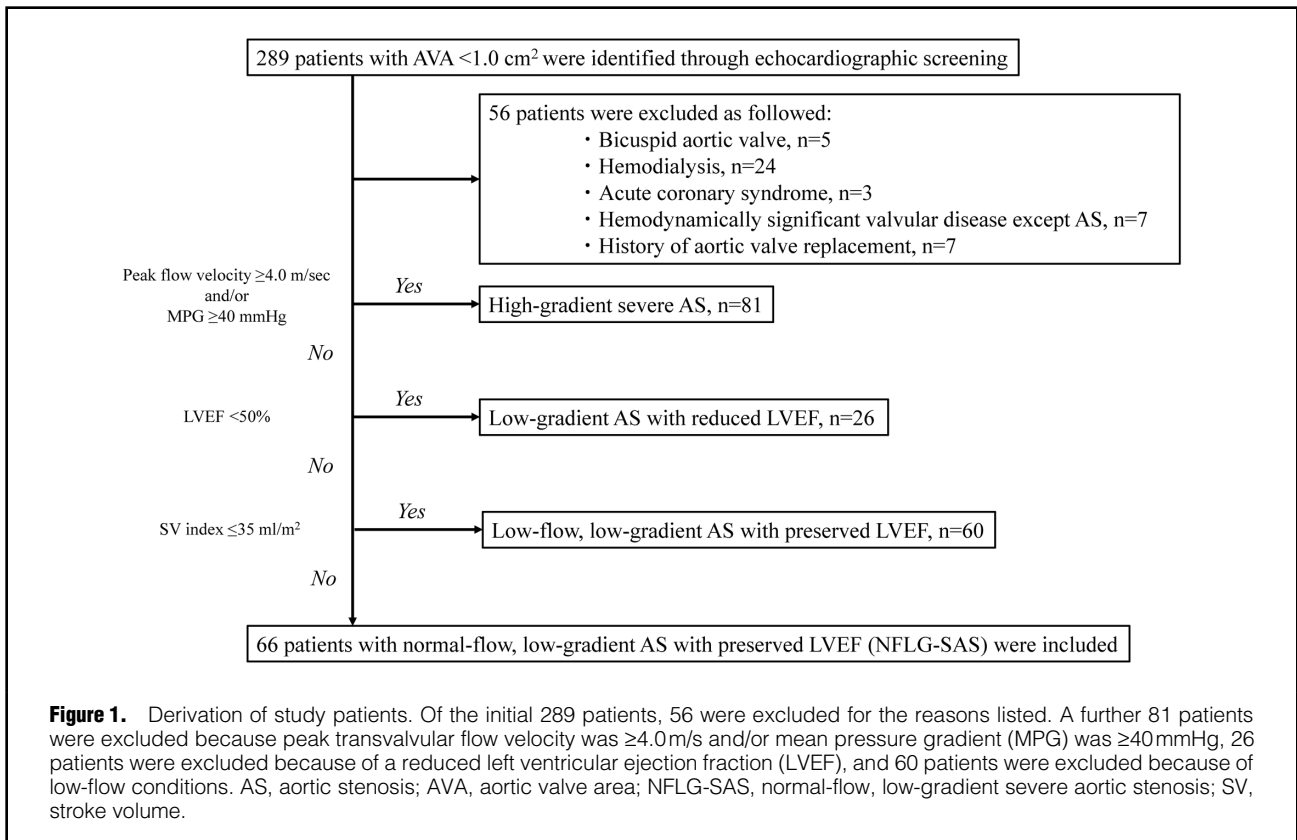 289 patients with AVA <1.0 cm² were identified through echocardiographic screening
56 patients were excluded as followed:
・Bicuspid aortic valve, n=5
・Hemodialysis, n=24
・Acute coronary syndrome, n=3
・Hemodynamically significant valvular disease except AS, n=7
・History of aortic valve replacement, n=7
Peak flow velocity ≥4.0 m/sec
and/or
MPG ≥40 mmHg
Yes
High-gradient severe AS, n=81
No
LVEF <50%
Yes
Low-gradient AS with reduced LVEF, n=26
No
SV index ≤35 ml/m²
Yes
Low-flow, low-gradient AS with preserved LVEF, n=60
No
66 patients with normal-flow, low-gradient AS with preserved LVEF (NFLG-SAS) were included
Figure 1. Derivation of study patients. Of the initial 289 patients, 56 were excluded for the reasons listed. A further 81 patients
were excluded because peak transvalvular flow velocity was ≥4.0 m/s and/or mean pressure gradient (MPG) was ≥40 mmHg, 26
patients were excluded because of a reduced left ventricular ejection fraction (LVEF), and 60 patients were excluded because of
low-flow conditions. AS, aortic stenosis; AVA, aortic valve area; NFLG-SAS, normal-flow, low-gradient severe aortic stenosis; SV,
stroke volume.